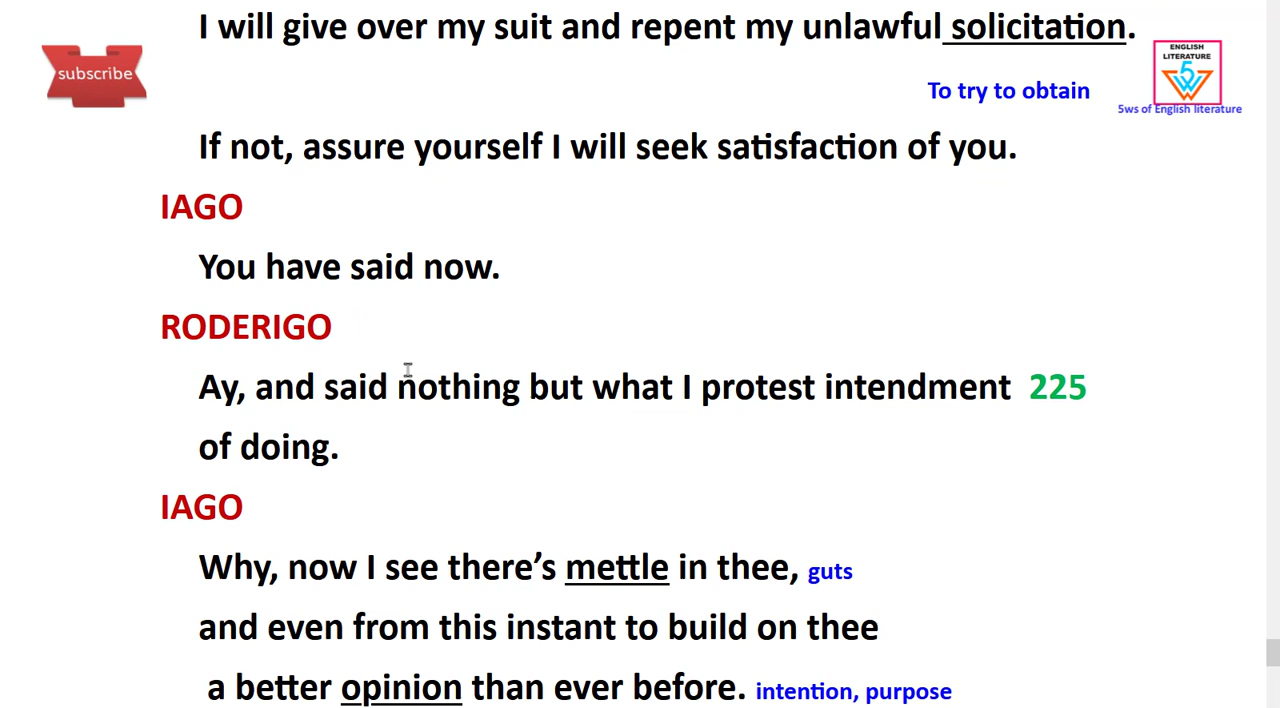 I will give over my suit and repent my unlawful solicitation.
subscribe
ENGLISH
LITERATURE
5
W
To try to obtain
5ws of English literature
If not, assure yourself I will seek satisfaction of you.
IAGO
You have said now.
RODERIGO
Ay, and said nothing but what I protest intendment 225
of doing.
IAGO
Why, now I see there’s mettle in thee, guts
and even from this instant to build on thee
a better opinion than ever before. intention, purpose